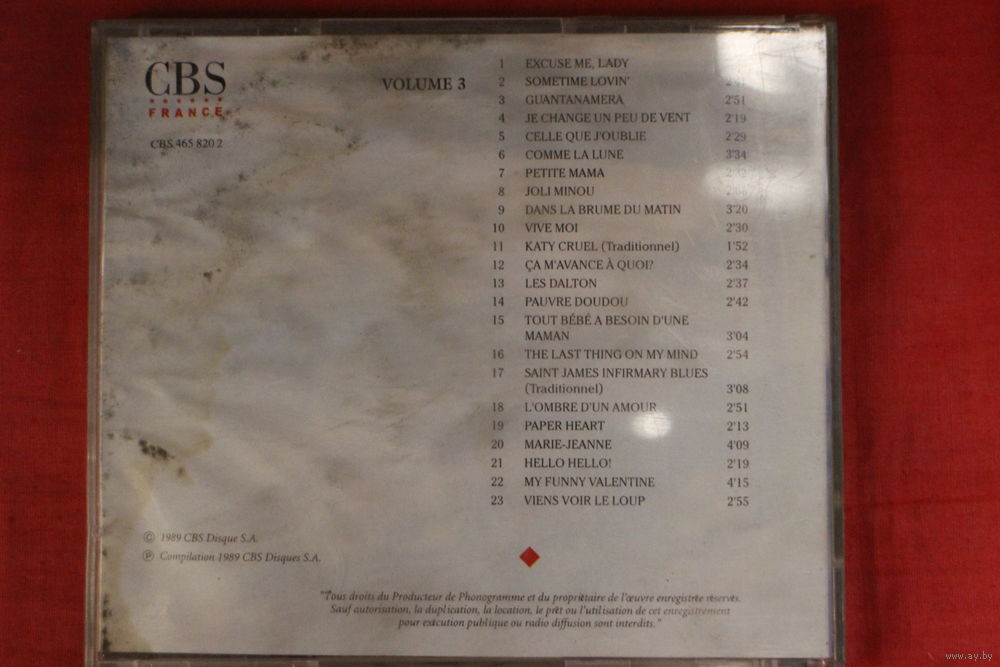 CBS
FRANCE
CBS 465 820 2
VOLUME 3
1 EXCUSE ME, LADY
2 SOMETIME LOVIN'
3 GUANTANAMERA 2'51
4 JE CHANGE UN PEU DE VENT 2'19
5 CELLE QUE J'OUBLIE 2'29
6 COMME LA LUNE 3'34
7 PETITE MAMA
8 JOLI MINOU
9 DANS LA BRUME DU MATIN 3'20
10 VIVE MOI 2'30
11 KATY CRUEL (Traditionnel) 1'52
12 ÇA M'AVANCE À QUOI? 2'34
13 LES DALTON 2'37
14 PAUVRE DOUDOU 2'42
15 TOUT BÉBÉ A BESOIN D'UNE
MAMAN 3'04
16 THE LAST THING ON MY MIND 2'54
17 SAINT JAMES INFIRMARY BLUES
(Traditionnel) 3'08
18 L'OMBRE D'UN AMOUR 2'51
19 PAPER HEART 2'13
20 MARIE-JEANNE 4'09
21 HELLO HELLO! 2'19
22 MY FUNNY VALENTINE 4'15
23 VIENS VOIR LE LOUP 2'55
© 1989 CBS Disque S.A.
℗ Compilation 1989 CBS Disques S.A.
"Tous droits du Producteur de Phonogramme et du propriétaire de l'œuvre enregistrée réservés.
Sauf autorisation, la duplication, la location, le prêt ou l'utilisation de cet enregistrement
pour exécution publique ou radio diffusion sont interdits."
www.ay.by